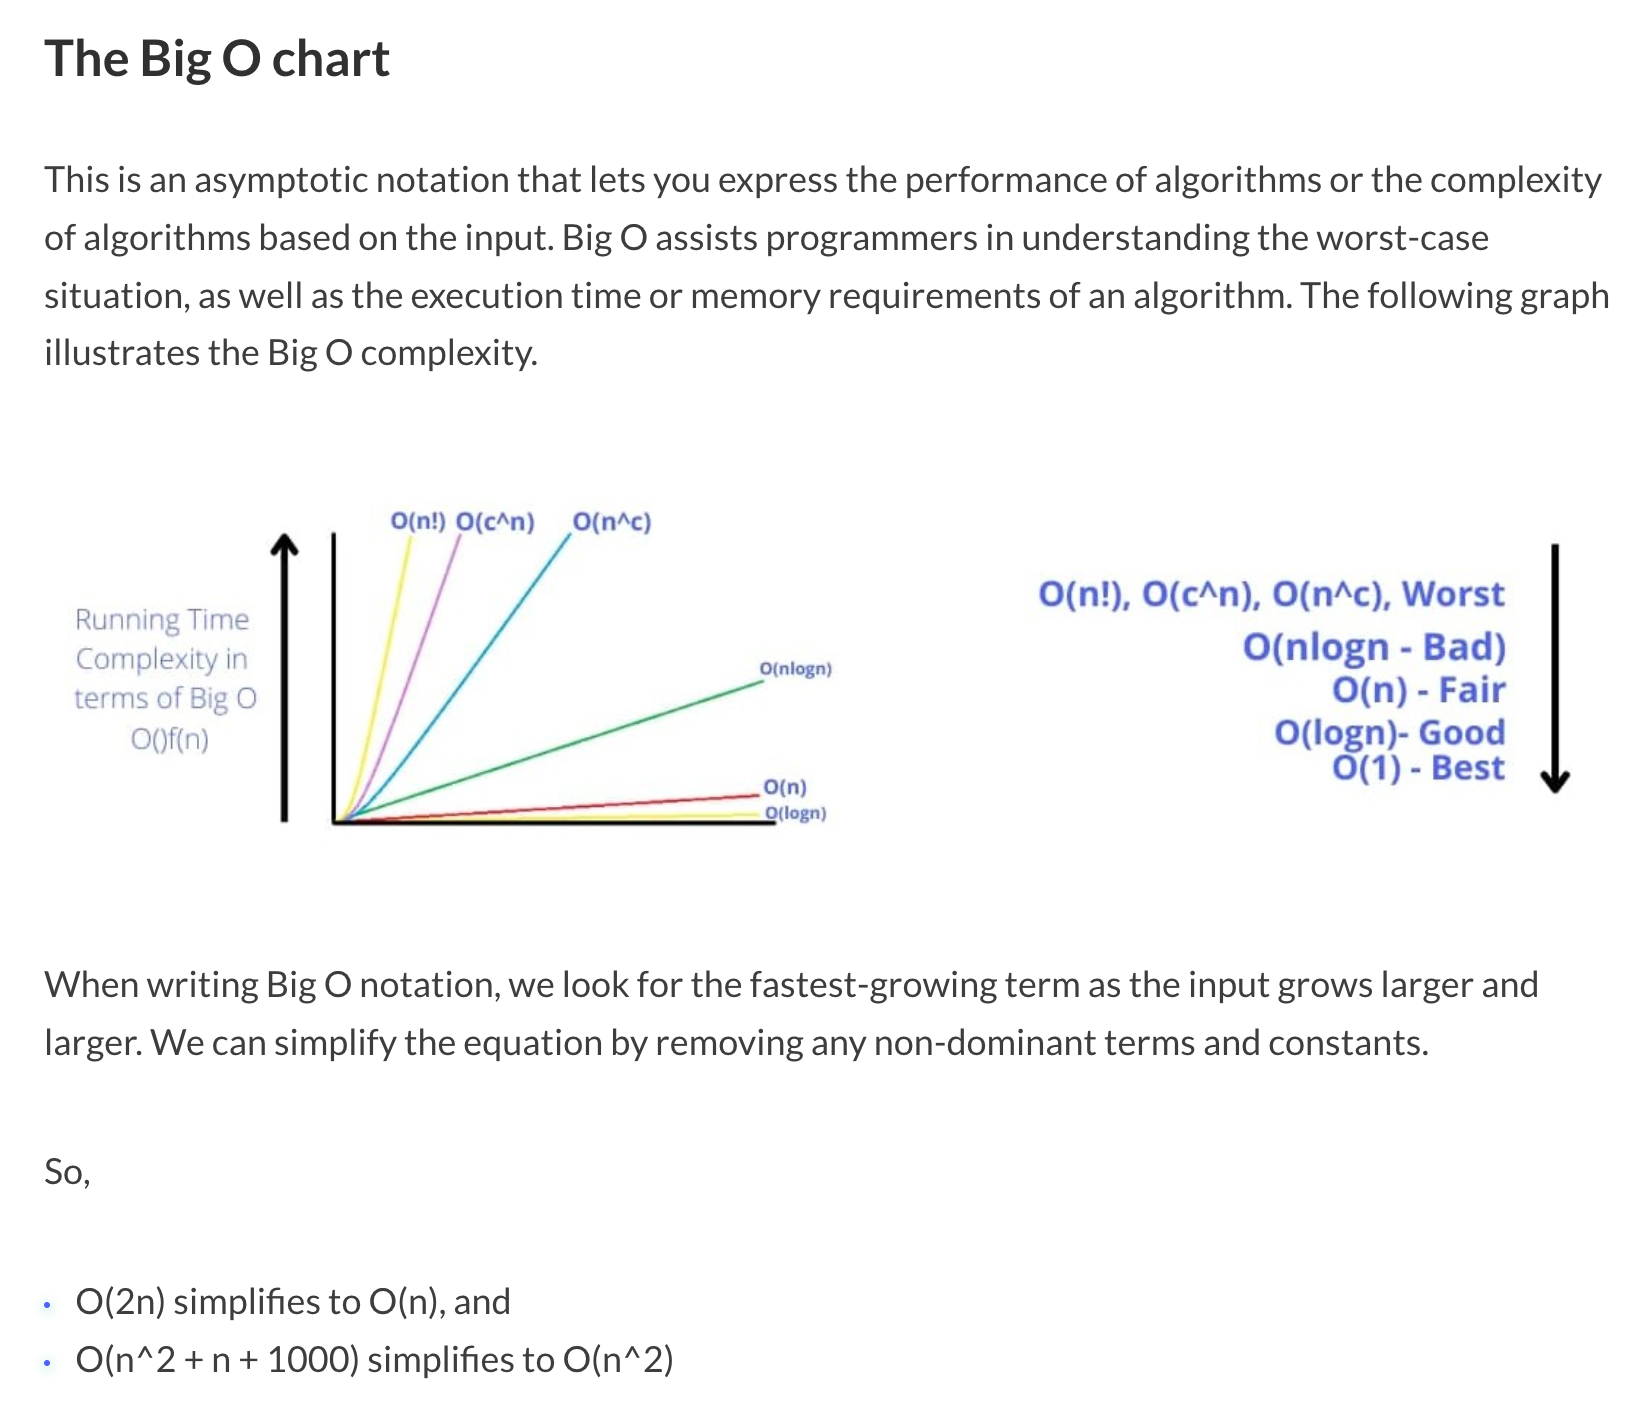 The Big O chart
This is an asymptotic notation that lets you express the performance of algorithms or the complexity
of algorithms based on the input. Big O assists programmers in understanding the worst-case
situation, as well as the execution time or memory requirements of an algorithm. The following graph
illustrates the Big O complexity.
O(n!) O(c^n) O(n^c)
Running Time
Complexity in
terms of Big O
O()f(n)
O(nlogn)
O(n)
O(logn)
O(n!), O(c^n), O(n^c), Worst
O(nlogn - Bad)
O(n) - Fair
O(logn)- Good
O(1) - Best
When writing Big O notation, we look for the fastest-growing term as the input grows larger and
larger. We can simplify the equation by removing any non-dominant terms and constants.
So,
• O(2n) simplifies to O(n), and
• O(n^2 + n + 1000) simplifies to O(n^2)